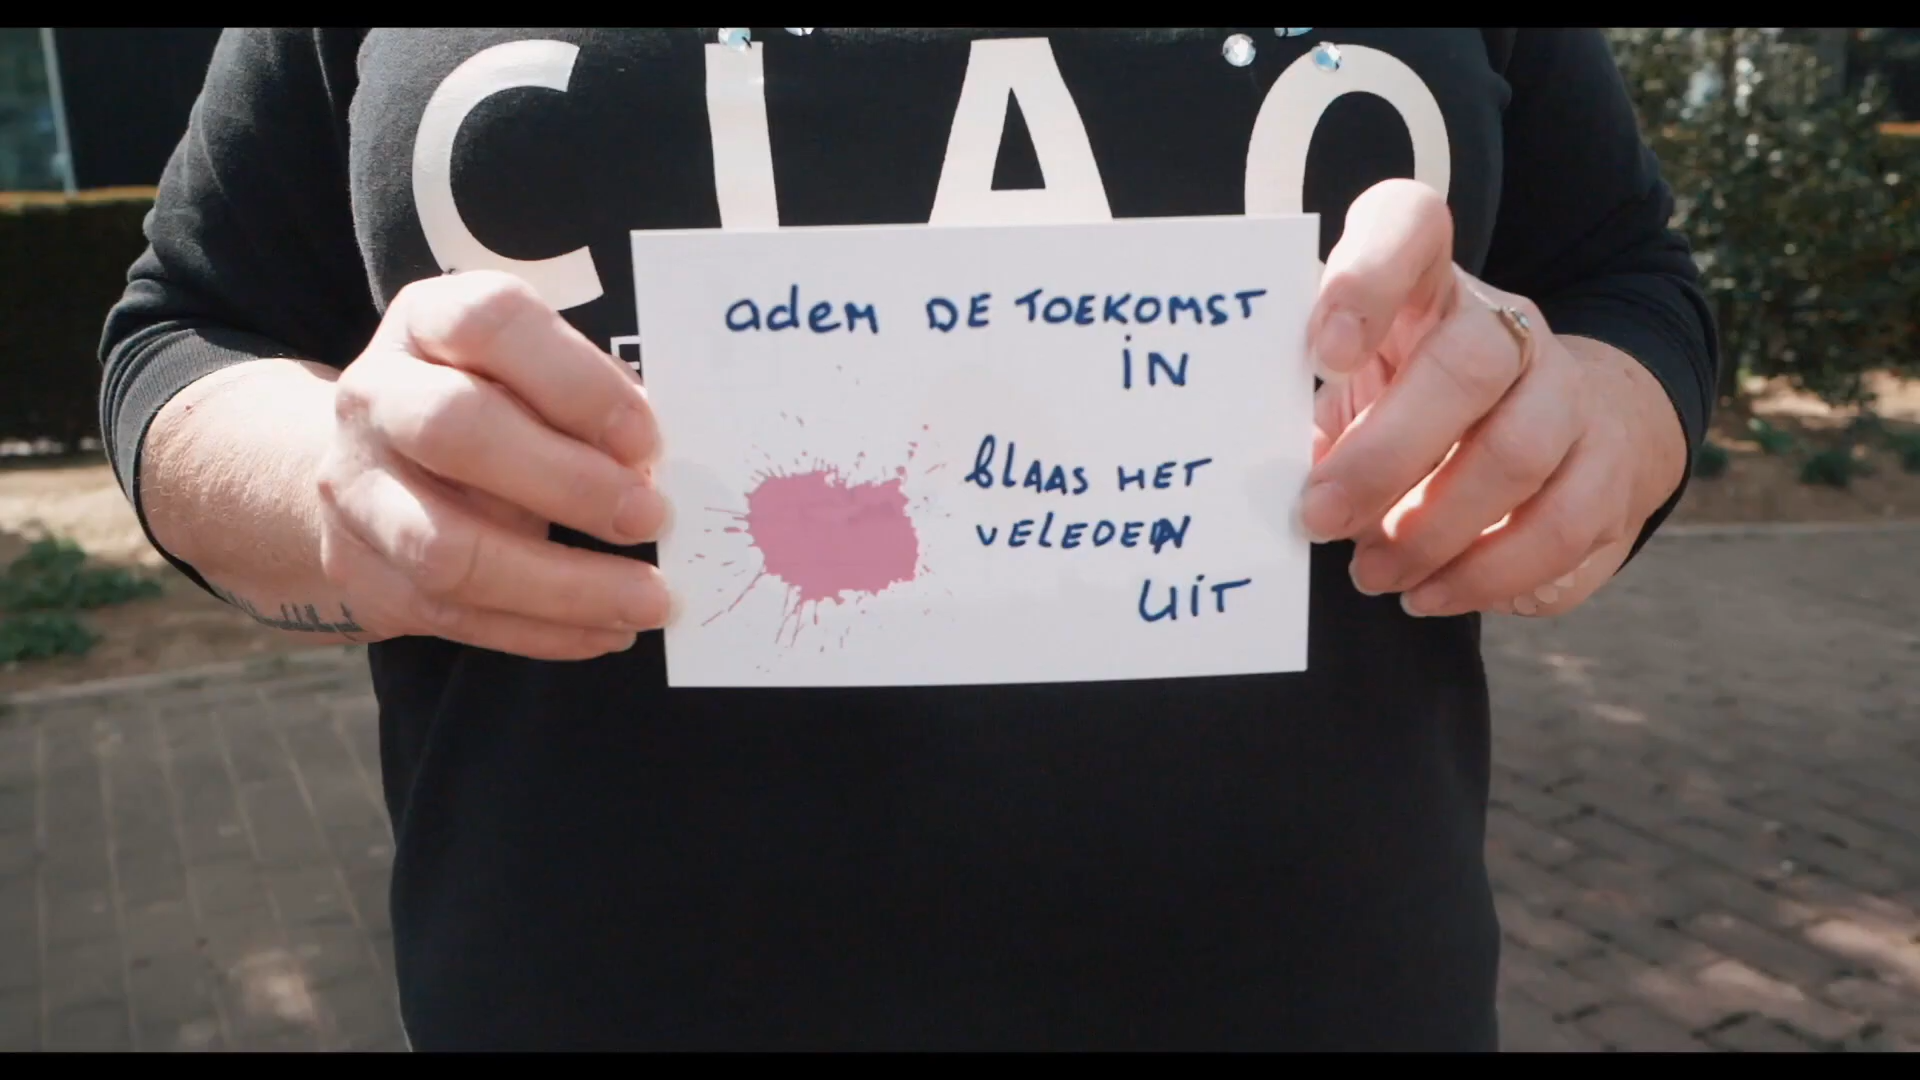 CIAO
adem DE TOEKOMST
iN
blAAS HET
VELEDEN
UiT